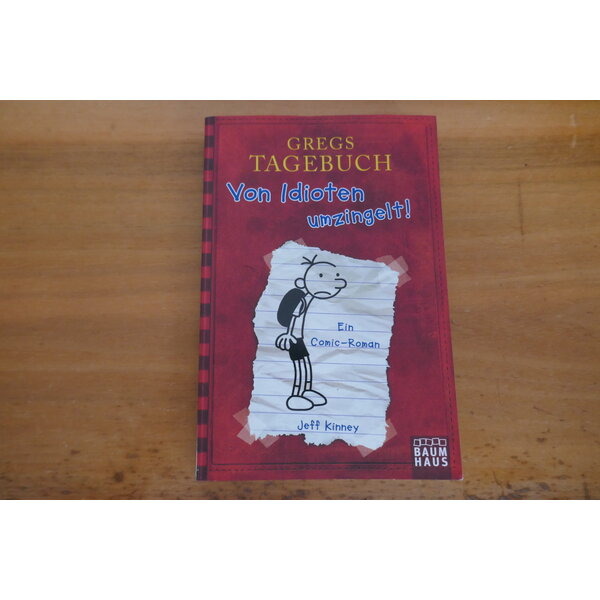 GREGS
TAGEBUCH
Von Idioten
umzingelt!
Ein
Comic-Roman
Jeff Kinney
BAUM
HAUS